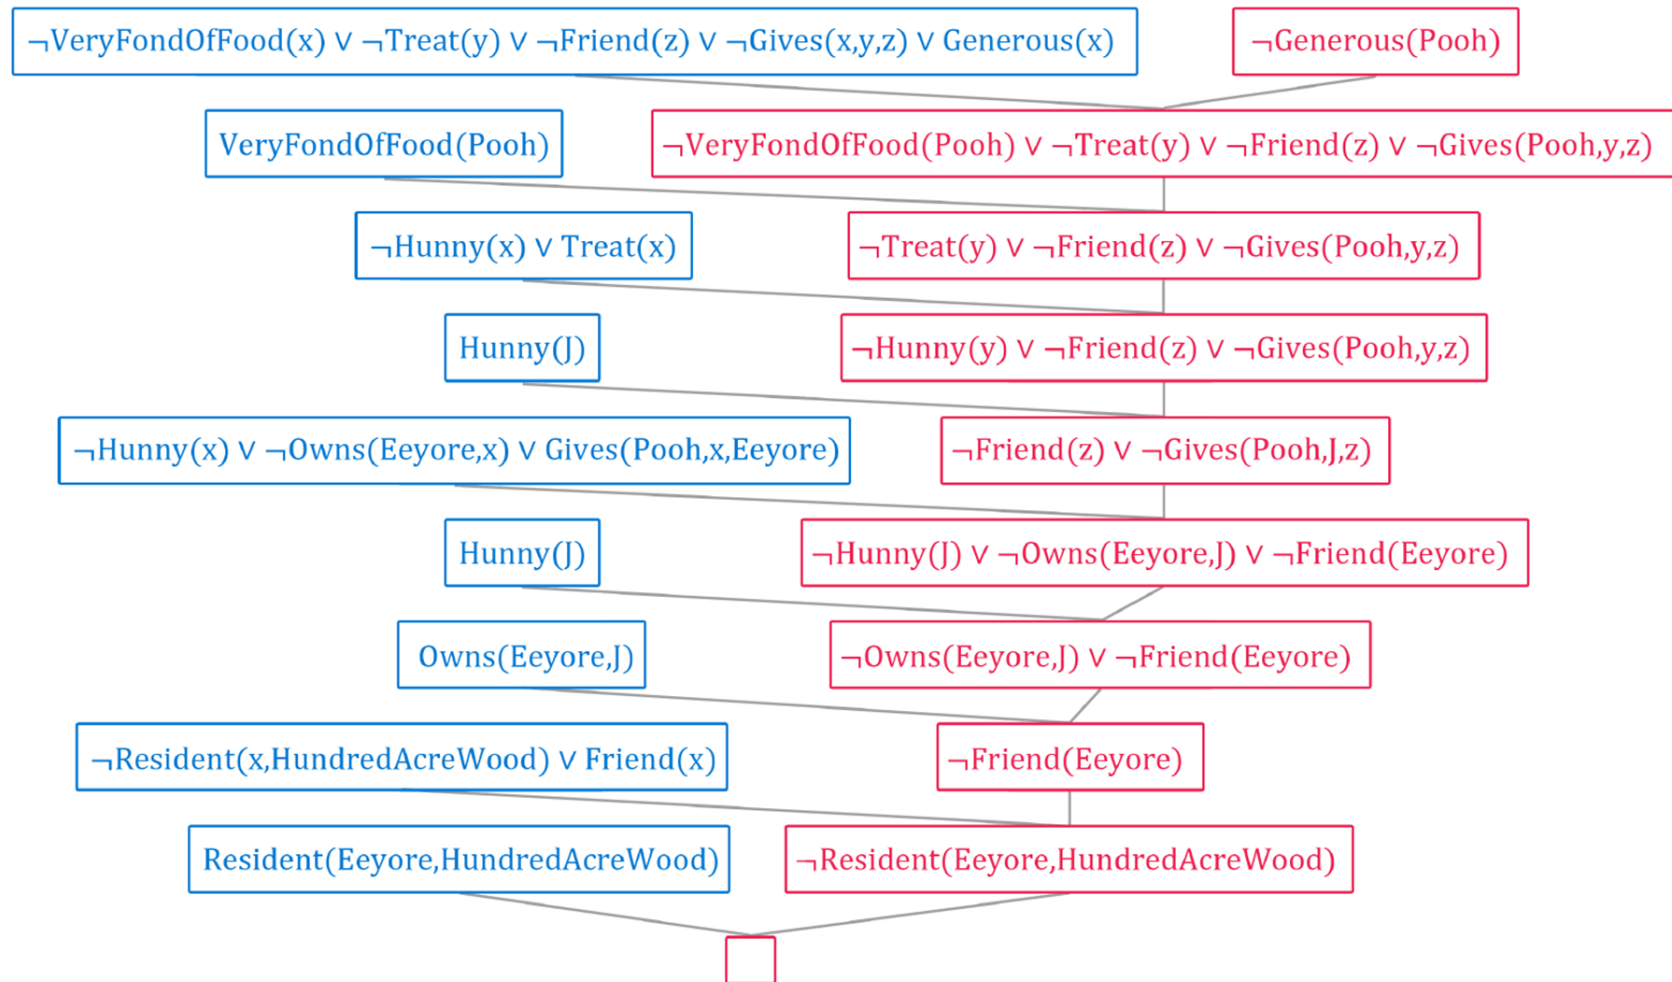 ¬VeryFondOfFood(x) ∨ ¬Treat(y) ∨ ¬Friend(z) ∨ ¬Gives(x,y,z) ∨ Generous(x)
¬Generous(Pooh)
VeryFondOfFood(Pooh)
¬VeryFondOfFood(Pooh) ∨ ¬Treat(y) ∨ ¬Friend(z) ∨ ¬Gives(Pooh,y,z)
¬Hunny(x) ∨ Treat(x)
¬Treat(y) ∨ ¬Friend(z) ∨ ¬Gives(Pooh,y,z)
Hunny(J)
¬Hunny(y) ∨ ¬Friend(z) ∨ ¬Gives(Pooh,y,z)
¬Hunny(x) ∨ ¬Owns(Eeyore,x) ∨ Gives(Pooh,x,Eeyore)
¬Friend(z) ∨ ¬Gives(Pooh,J,z)
Hunny(J)
¬Hunny(J) ∨ ¬Owns(Eeyore,J) ∨ ¬Friend(Eeyore)
Owns(Eeyore,J)
¬Owns(Eeyore,J) ∨ ¬Friend(Eeyore)
¬Resident(x,HundredAcreWood) ∨ Friend(x)
¬Friend(Eeyore)
Resident(Eeyore,HundredAcreWood)
¬Resident(Eeyore,HundredAcreWood)